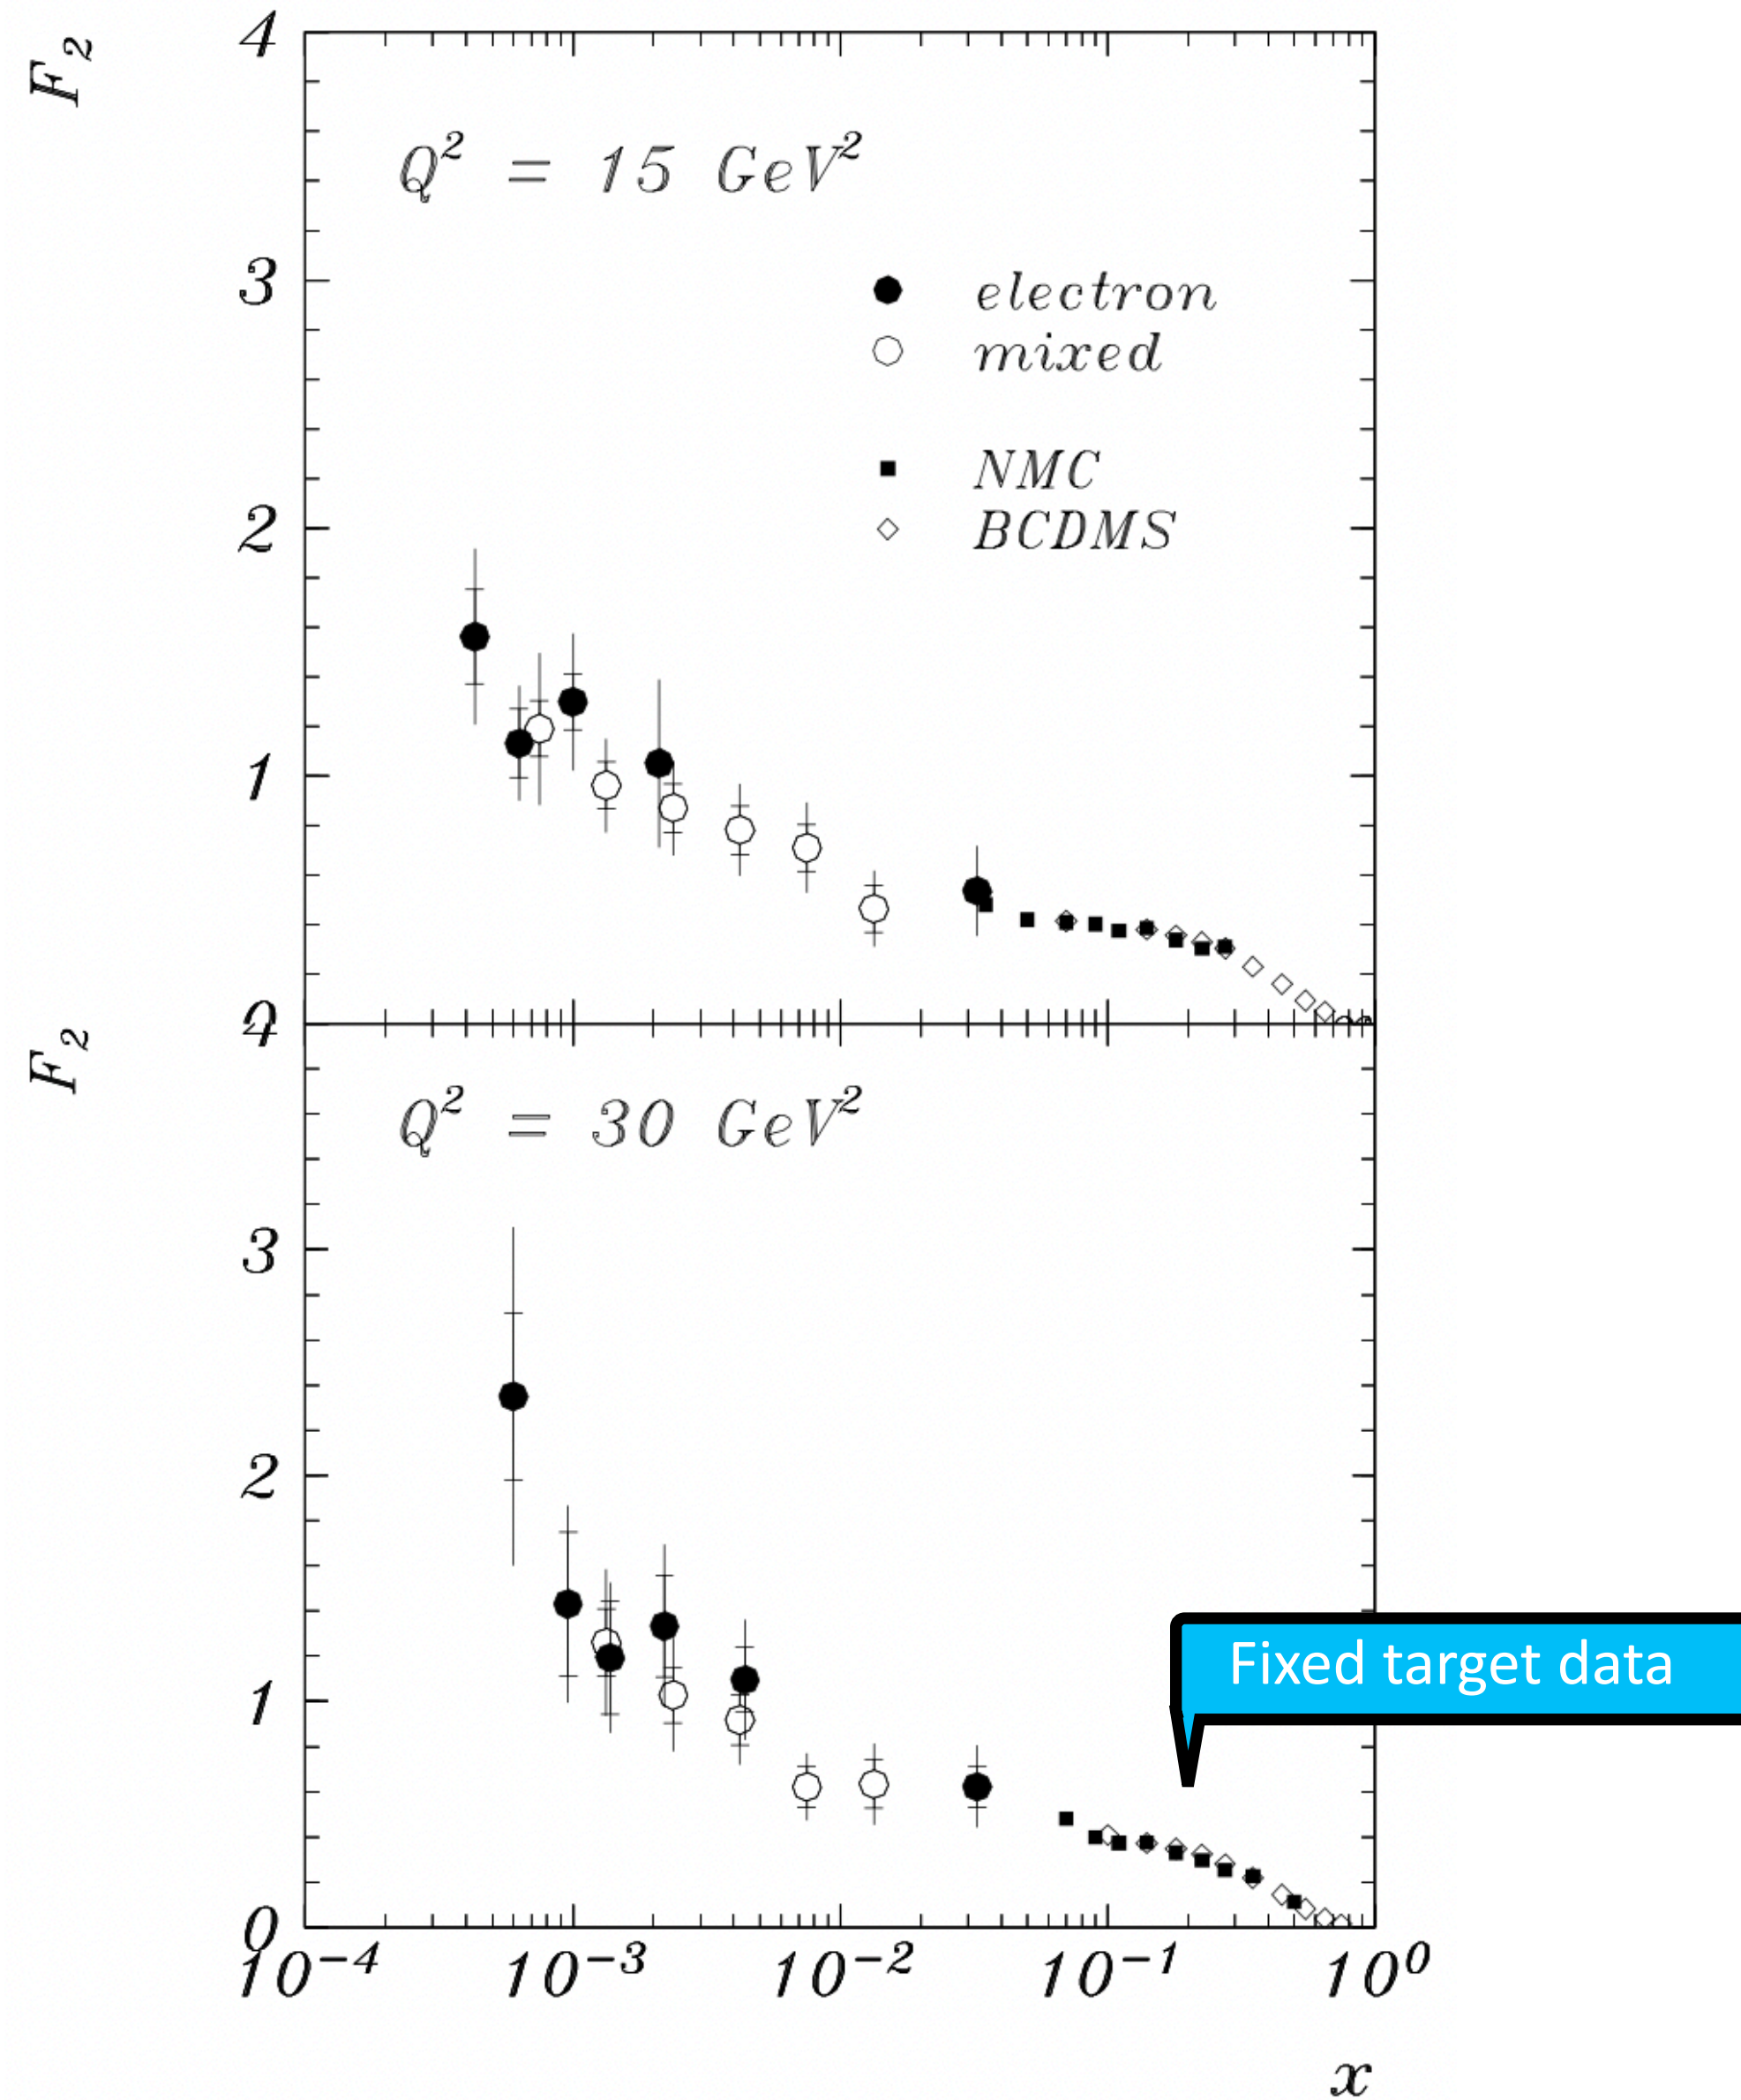 F₂
4
Q² = 15 GeV²
3
electron
mixed
NMC
2
BCDMS
1
0
F₂
4
Q² = 30 GeV²
3
2
Fixed target data
1
0
10⁻⁴ 10⁻³ 10⁻² 10⁻¹ 10⁰
x